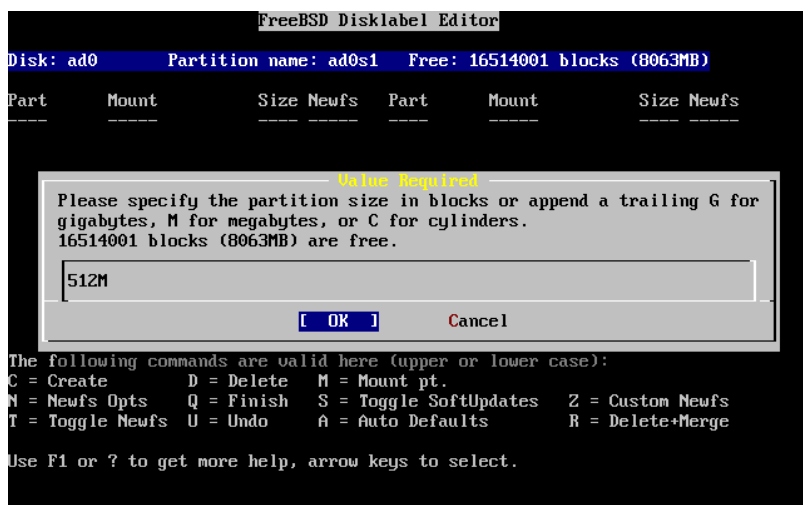 FreeBSD Disklabel Editor
Disk: ad0 Partition name: ad0s1 Free: 16514001 blocks (8063MB)
Part Mount Size Newfs Part Mount Size Newfs
---- ----- ---- ----- ---- ----- ---- -----
Value Required
Please specify the partition size in blocks or append a trailing G for
gigabytes, M for megabytes, or C for cylinders.
16514001 blocks (8063MB) are free.
512M
[ OK ] Cancel
The following commands are valid here (upper or lower case):
C = Create D = Delete M = Mount pt.
N = Newfs Opts Q = Finish S = Toggle SoftUpdates Z = Custom Newfs
T = Toggle Newfs U = Undo A = Auto Defaults R = Delete+Merge
Use F1 or ? to get more help, arrow keys to select.